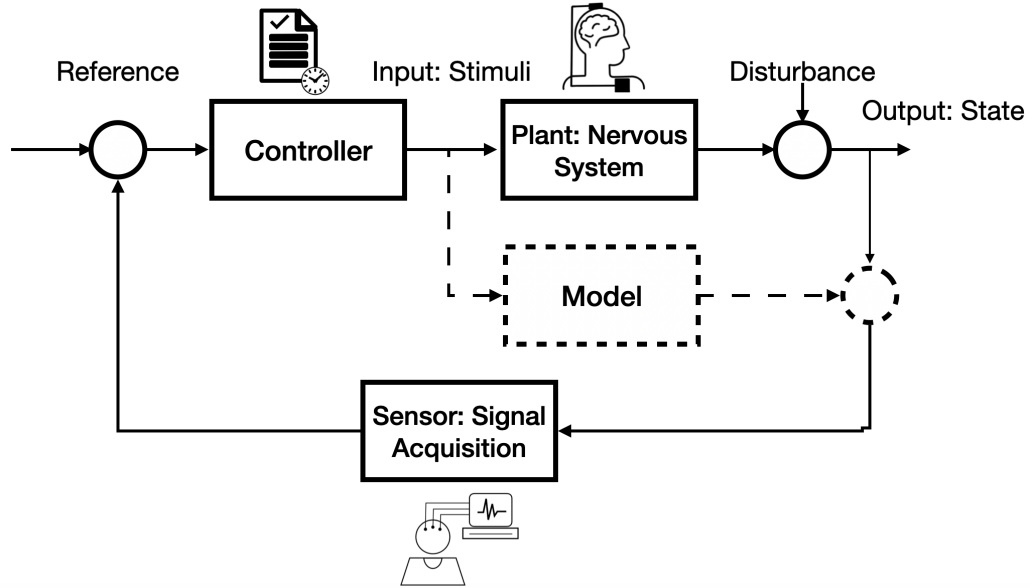 Reference
Input: Stimuli
Disturbance
Output: State
Controller
Plant: Nervous
System
Model
Sensor: Signal
Acquisition